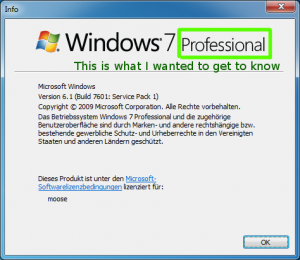 Info
Windows 7 Professional
This is what I wanted to get to know
Microsoft Windows
Version 6.1 (Build 7601: Service Pack 1)
Copyright © 2009 Microsoft Corporation. Alle Rechte vorbehalten.
Das Betriebssystem Windows 7 Professional und die zugehörige
Benutzeroberfläche sind durch Marken- und andere rechtshängige bzw.
bestehende gewerbliche Schutz- und Urheberrechte in den Vereinigten
Staaten und anderen Ländern geschützt.
Dieses Produkt ist unter den Microsoft-
Softwarelizenzbedingungen lizenziert für:
moose
OK